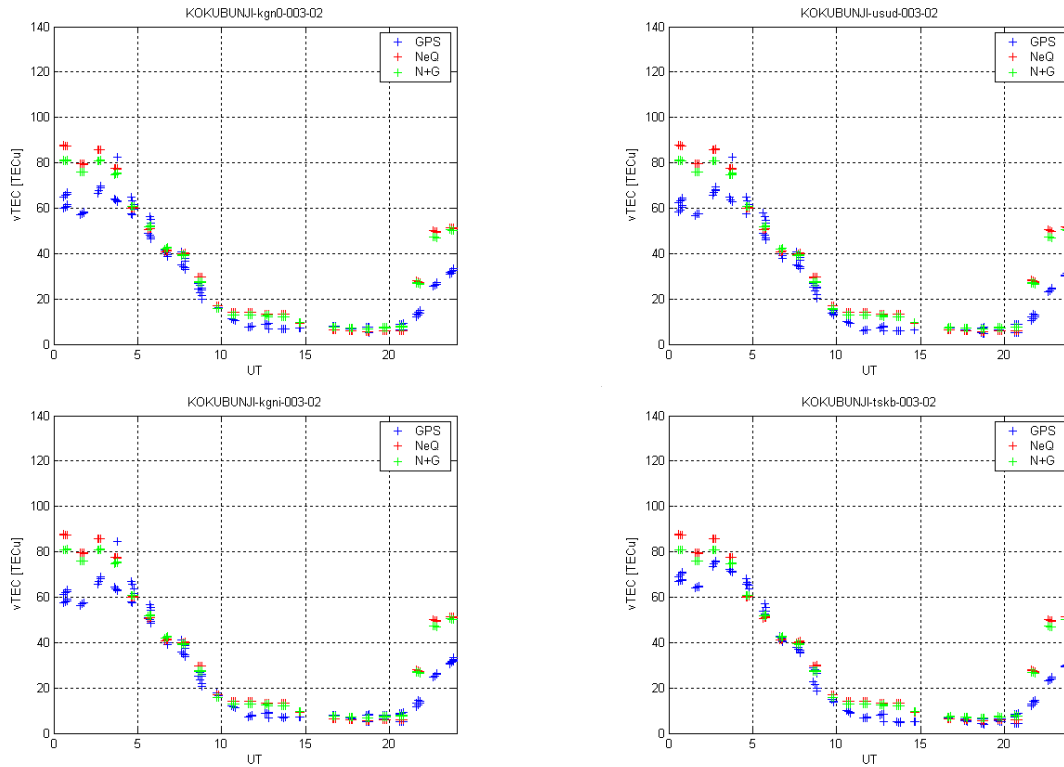 KOKUBUNJI-kgn0-003-02
140
120
100
80
60
40
20
0
vTEC [TECu]
GPS
NeQ
N+G
0 5 10 15 20
UT
KOKUBUNJI-usud-003-02
140
120
100
80
60
40
20
0
vTEC [TECu]
GPS
NeQ
N+G
0 5 10 15 20
UT
KOKUBUNJI-kgni-003-02
140
120
100
80
60
40
20
0
vTEC [TECu]
GPS
NeQ
N+G
0 5 10 15 20
UT
KOKUBUNJI-tskb-003-02
140
120
100
80
60
40
20
0
vTEC [TECu]
GPS
NeQ
N+G
0 5 10 15 20
UT